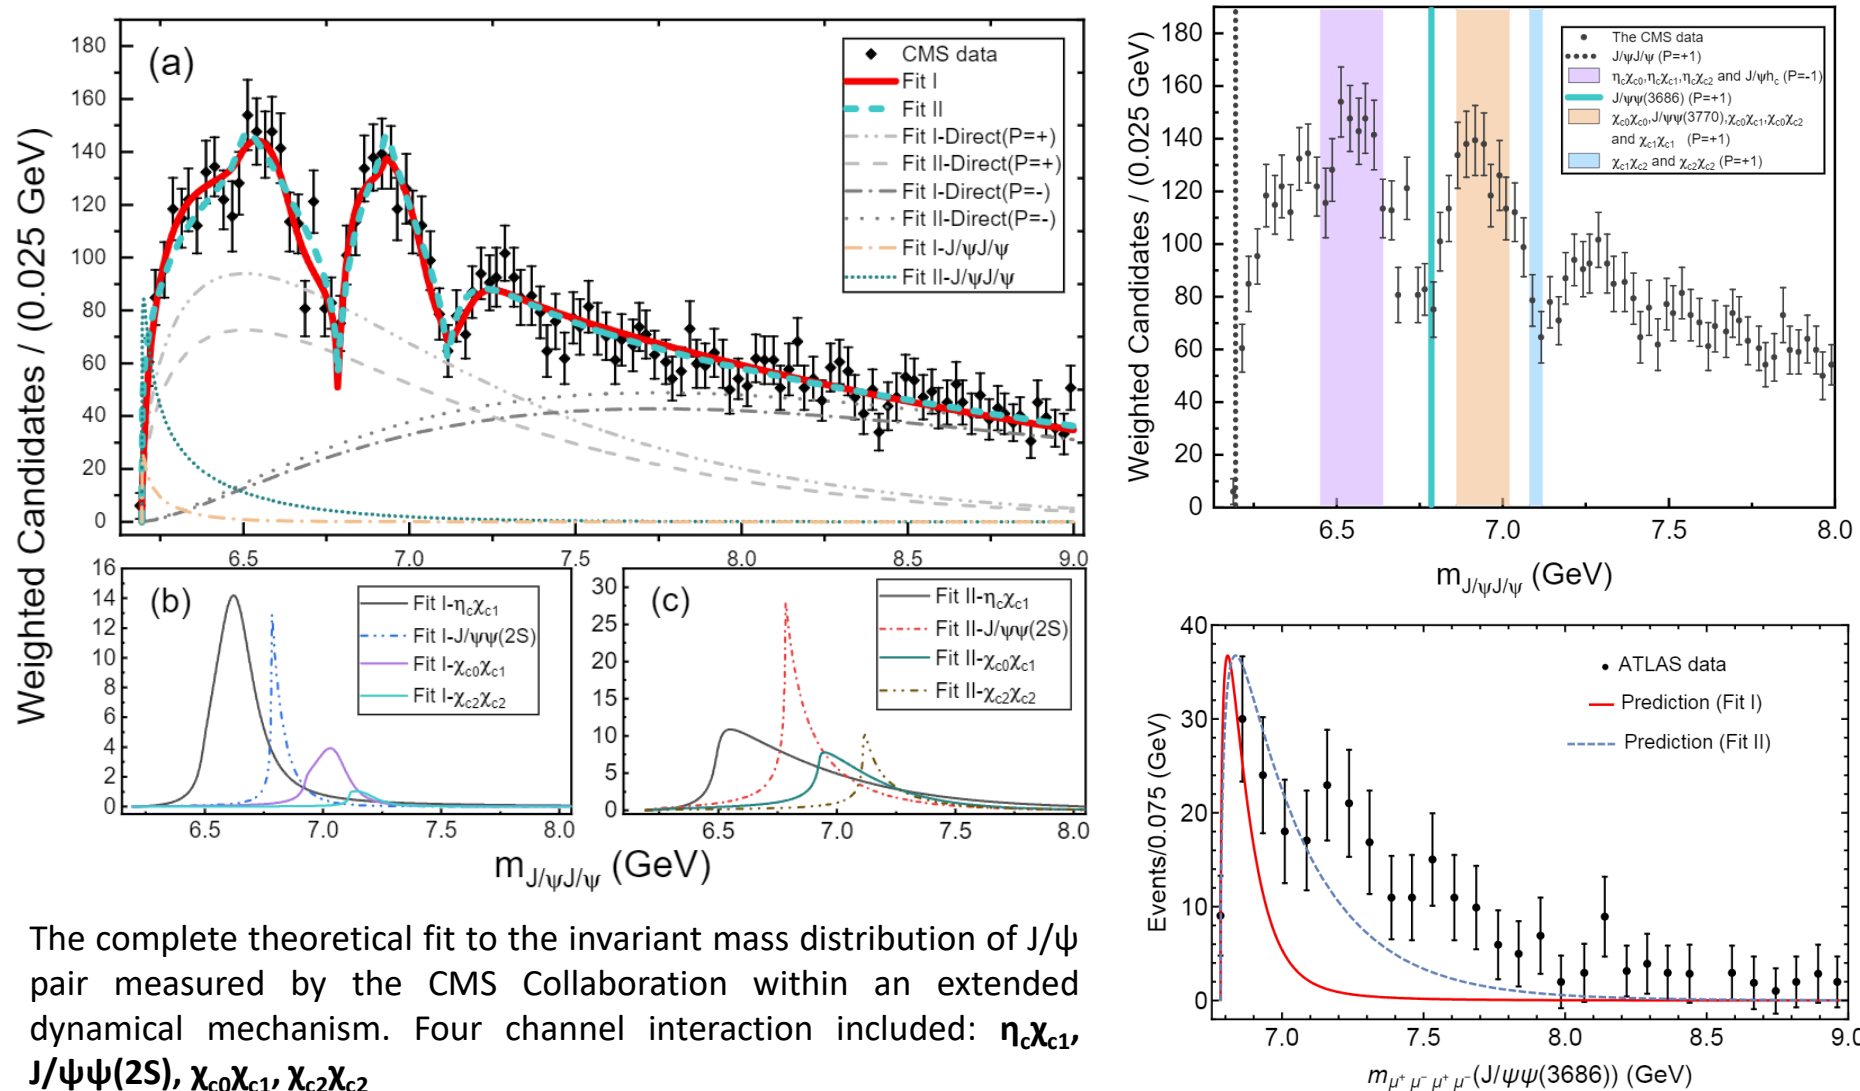 (a)
CMS data
Fit I
Fit II
Fit I-Direct(P=+)
Fit II-Direct(P=+)
Fit I-Direct(P=-)
Fit II-Direct(P=-)
Fit I-J/ψJ/ψ
Fit II-J/ψJ/ψ
Weighted Candidates / (0.025 GeV)
180
160
140
120
100
80
60
40
20
0
6.5 7.0 7.5 8.0 8.5 9.0
(b)
Fit I-ηcχc1
Fit I-J/ψψ(2S)
Fit I-χc0χc1
Fit I-χc2χc2
16
14
12
10
8
6
4
2
0
6.5 7.0 7.5 8.0
(c)
Fit II-ηcχc1
Fit II-J/ψψ(2S)
Fit II-χc0χc1
Fit II-χc2χc2
30
25
20
15
10
5
0
6.5 7.0 7.5 8.0
mJ/ψJ/ψ (GeV)
The complete theoretical fit to the invariant mass distribution of J/ψ
pair measured by the CMS Collaboration within an extended
dynamical mechanism. Four channel interaction included: ηcχc1,
J/ψψ(2S), χc0χc1, χc2χc2
Weighted Candidates / (0.025 GeV)
180
160
140
120
100
80
60
40
20
0
The CMS data
J/ψJ/ψ (P=+1)
ηcχc0,ηcχc1,ηcχc2 and J/ψhc (P=-1)
J/ψψ(3686) (P=+1)
χc0χc0,J/ψψ(3770),χc0χc1,χc0χc2
and χc1χc1 (P=+1)
χc1χc2 and χc2χc2 (P=+1)
6.5 7.0 7.5 8.0
mJ/ψJ/ψ (GeV)
Events/0.075 (GeV)
40
30
20
10
0
ATLAS data
Prediction (Fit I)
Prediction (Fit II)
7.0 7.5 8.0 8.5 9.0
mμ+ μ− μ+ μ−(J/ψψ(3686)) (GeV)